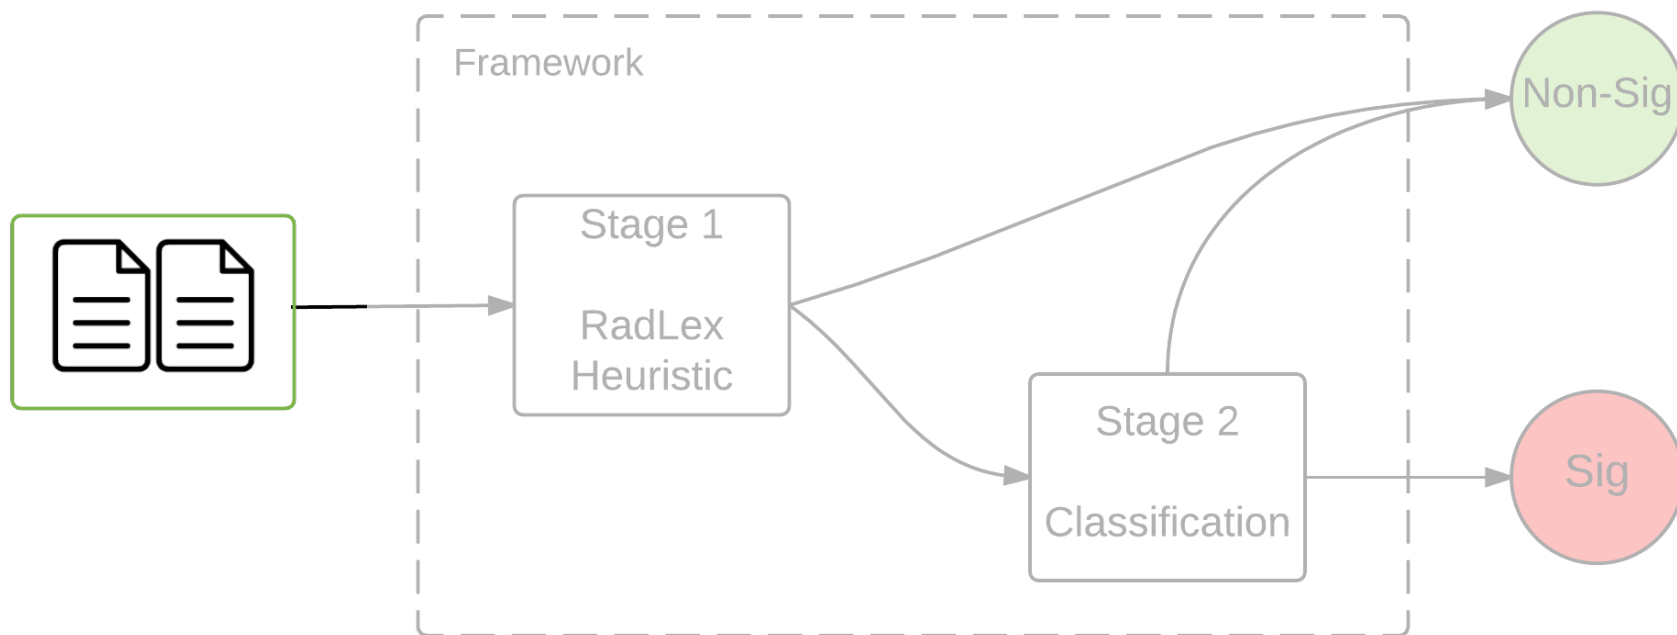 Framework
Non-Sig
Stage 1
RadLex
Heuristic
Stage 2
Classification
Sig